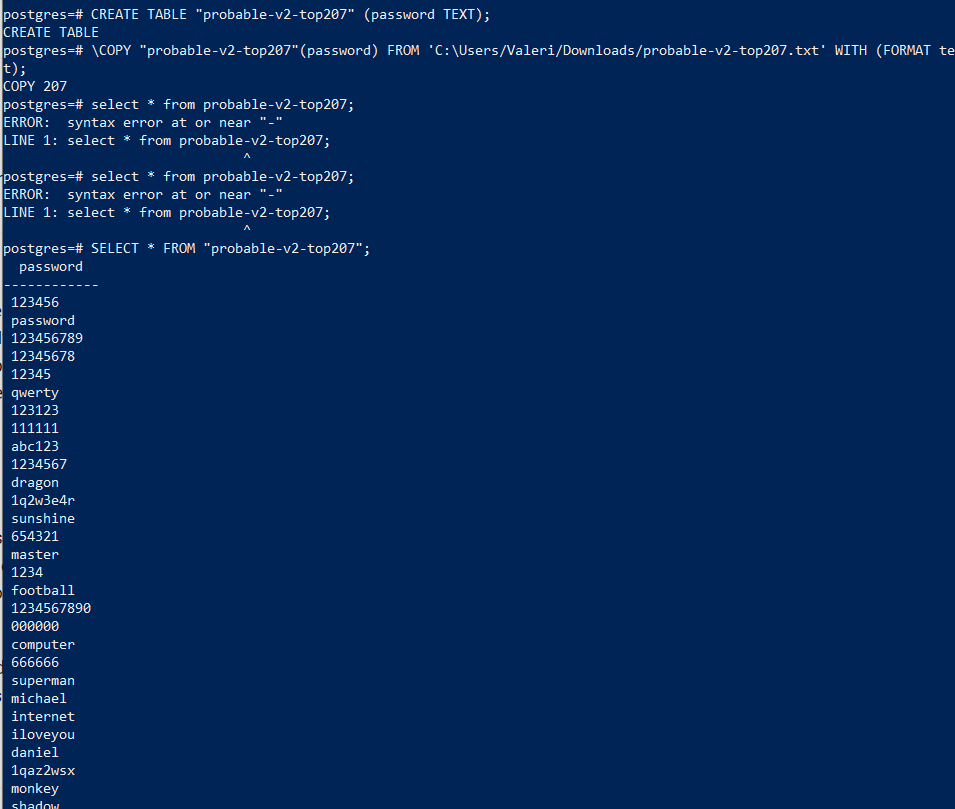 postgres=# CREATE TABLE "probable-v2-top207" (password TEXT);
CREATE TABLE
postgres=# \COPY "probable-v2-top207"(password) FROM 'C:\Users/Valeri/Downloads/probable-v2-top207.txt' WITH (FORMAT te
t);
COPY 207
postgres=# select * from probable-v2-top207;
ERROR:  syntax error at or near "-"
LINE 1: select * from probable-v2-top207;
^
postgres=# select * from probable-v2-top207;
ERROR:  syntax error at or near "-"
LINE 1: select * from probable-v2-top207;
^
postgres=# SELECT * FROM "probable-v2-top207";
password
------------
123456
password
123456789
12345678
12345
qwerty
123123
111111
abc123
1234567
dragon
1q2w3e4r
sunshine
654321
master
1234
football
1234567890
000000
computer
666666
superman
michael
internet
iloveyou
daniel
1qaz2wsx
monkey
shadow